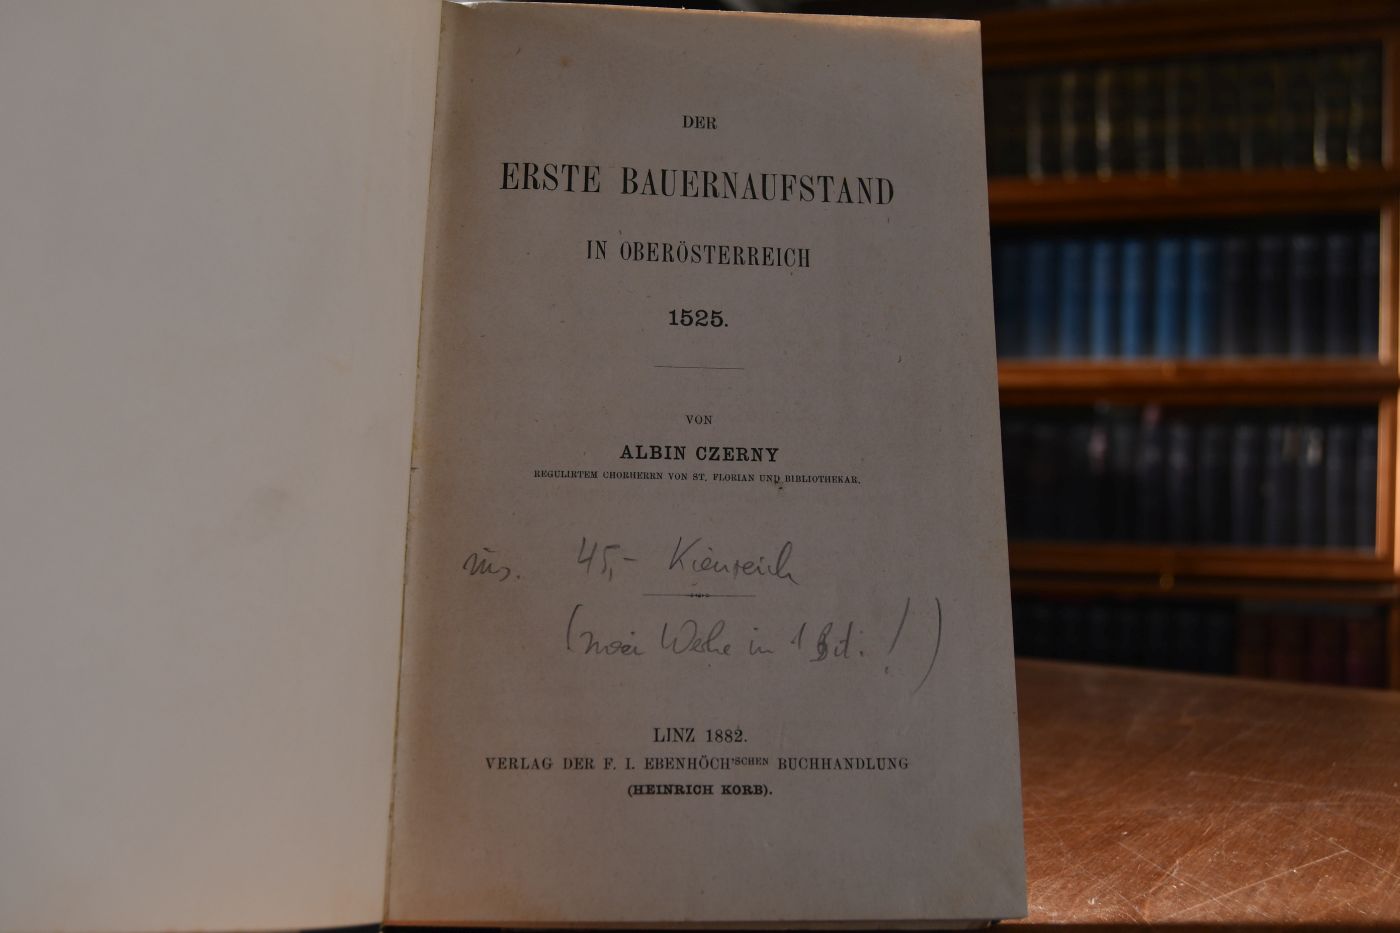 DER
ERSTE BAUERNAUFSTAND
IN OBERÖSTERREICH
1525.
VON
ALBIN CZERNY
REGULIRTEM CHORHERRN VON ST. FLORIAN UND BIBLIOTHEKAR.
45,- Kienreich
(zwei Werke in 1 !)
LINZ 1882.
VERLAG DER F. I. EBENHÖCH'SCHEN BUCHHANDLUNG
(HEINRICH KORB).